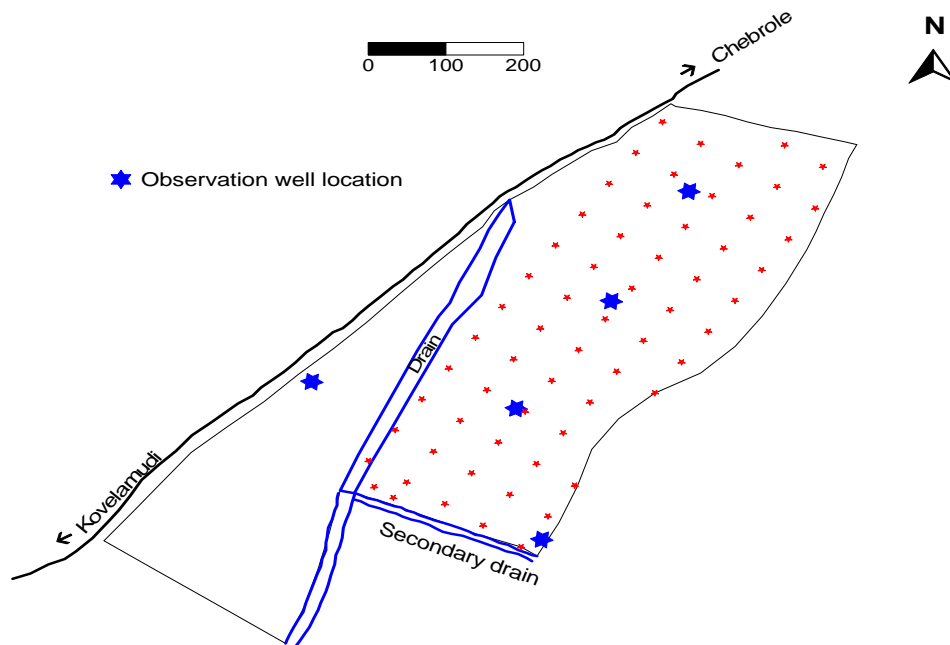 Chebrole
N
0 100 200
Observation well location
Drain
Kovelamudi
Secondary drain